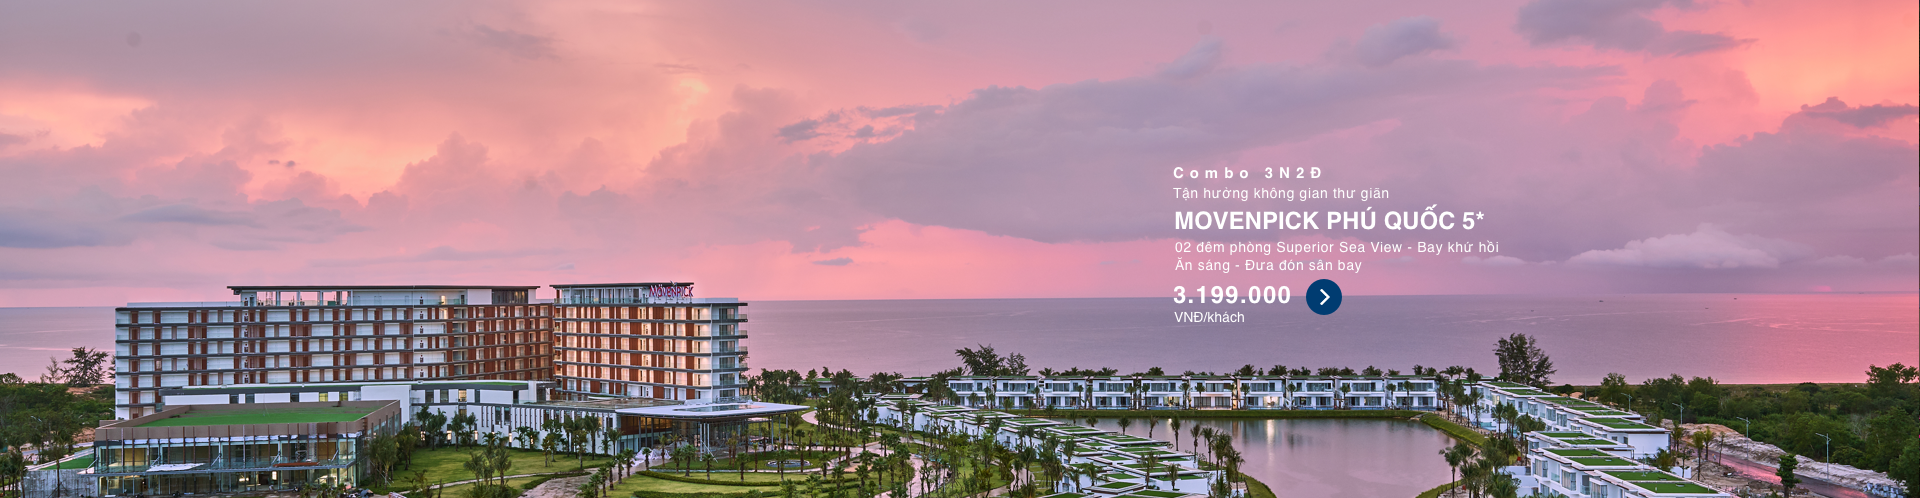 Combo 3N2Đ
Tận hưởng không gian thư giãn
MOVENPICK PHÚ QUỐC 5*
02 đêm phòng Superior Sea View - Bay khứ hồi
Ăn sáng - Đưa đón sân bay
3.199.000
VNĐ/khách
MÖVENPICK